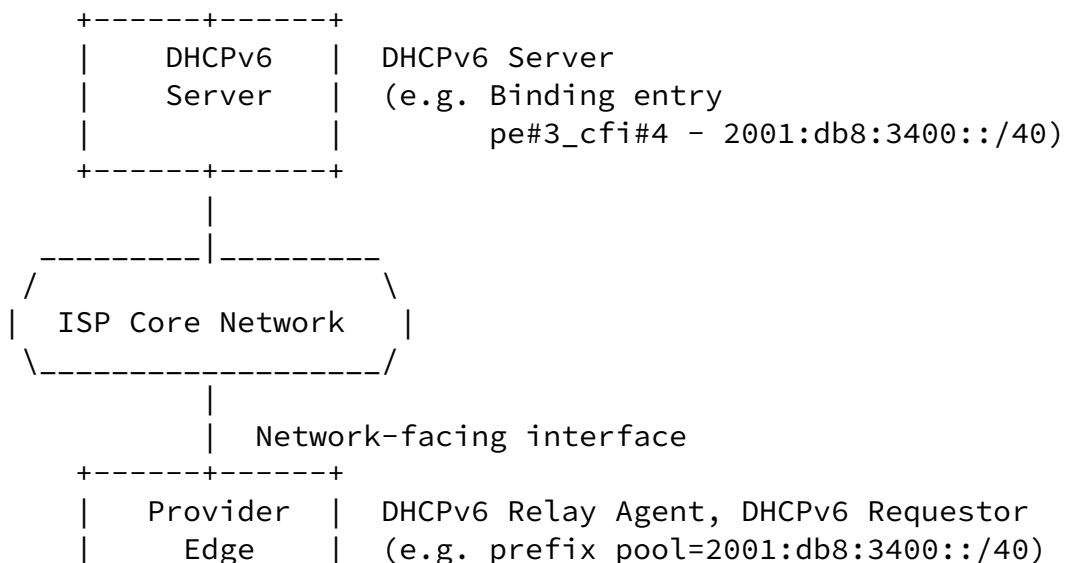 DHCPv6 DHCPv6 Server
Server (e.g. Binding entry
pe#3_cfi#4 - 2001:db8:3400::/40)
ISP Core Network
Network-facing interface
Provider DHCPv6 Relay Agent, DHCPv6 Requestor
Edge (e.g. prefix pool=2001:db8:3400::/40)